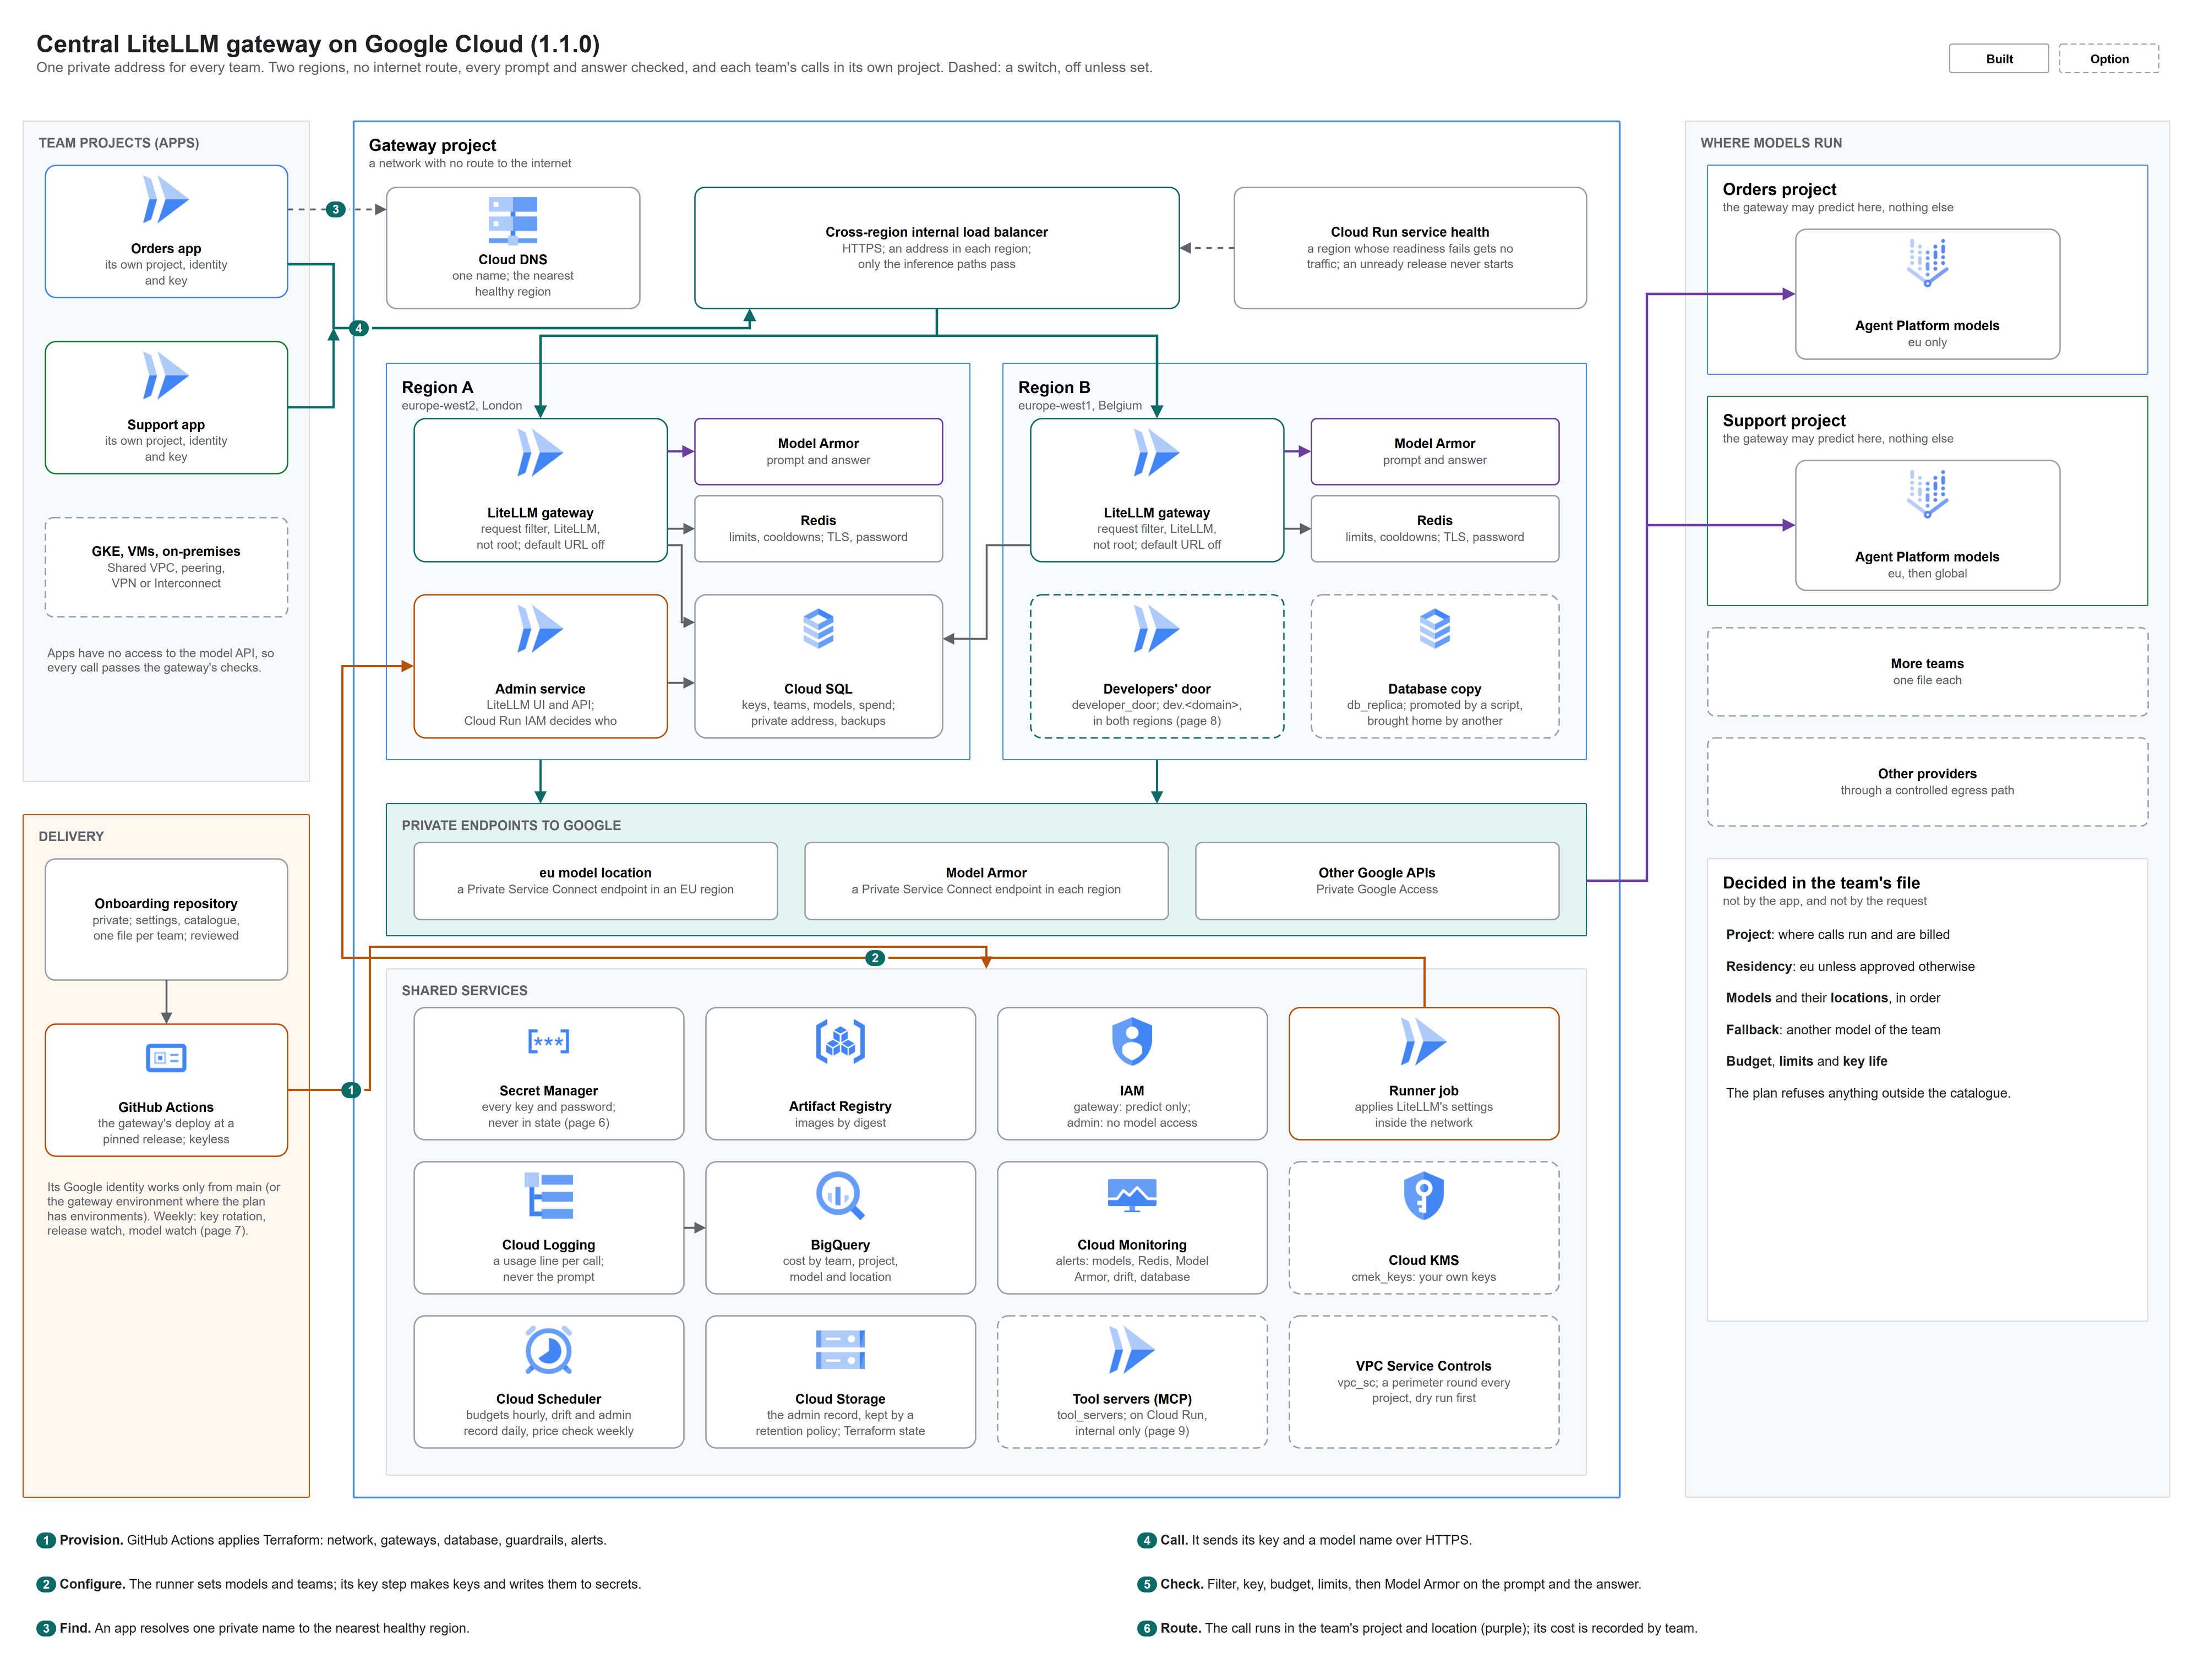 Central LiteLLM gateway on Google Cloud (1.1.0)
One private address for every team. Two regions, no internet route, every prompt and answer checked, and each team's calls in its own project. Dashed: a switch, off unless set.
Built
Option
TEAM PROJECTS (APPS)
Orders app
its own project, identity
and key
Support app
its own project, identity
and key
GKE, VMs, on-premises
Shared VPC, peering,
VPN or Interconnect
Apps have no access to the model API, so
every call passes the gateway's checks.
DELIVERY
Onboarding repository
private; settings, catalogue,
one file per team; reviewed
GitHub Actions
the gateway's deploy at a
pinned release; keyless
Its Google identity works only from main (or
the gateway environment where the plan
has environments). Weekly: key rotation,
release watch, model watch (page 7).
3
4
1
2
Gateway project
a network with no route to the internet
Cloud DNS
one name; the nearest
healthy region
Cross-region internal load balancer
HTTPS; an address in each region;
only the inference paths pass
Cloud Run service health
a region whose readiness fails gets no
traffic; an unready release never starts
Region A
europe-west2, London
LiteLLM gateway
request filter, LiteLLM,
not root; default URL off
Model Armor
prompt and answer
Redis
limits, cooldowns; TLS, password
Admin service
LiteLLM UI and API;
Cloud Run IAM decides who
Cloud SQL
keys, teams, models, spend;
private address, backups
Region B
europe-west1, Belgium
LiteLLM gateway
request filter, LiteLLM,
not root; default URL off
Model Armor
prompt and answer
Redis
limits, cooldowns; TLS, password
Developers' door
developer_door; dev.<domain>,
in both regions (page 8)
Database copy
db_replica; promoted by a script,
brought home by another
PRIVATE ENDPOINTS TO GOOGLE
eu model location
a Private Service Connect endpoint in an EU region
Model Armor
a Private Service Connect endpoint in each region
Other Google APIs
Private Google Access
SHARED SERVICES
[***]
Secret Manager
every key and password;
never in state (page 6)
Artifact Registry
images by digest
IAM
gateway: predict only;
admin: no model access
Runner job
applies LiteLLM's settings
inside the network
Cloud Logging
a usage line per call;
never the prompt
BigQuery
cost by team, project,
model and location
Cloud Monitoring
alerts: models, Redis, Model
Armor, drift, database
Cloud KMS
cmek_keys: your own keys
Cloud Scheduler
budgets hourly, drift and admin
record daily, price check weekly
Cloud Storage
the admin record, kept by a
retention policy; Terraform state
Tool servers (MCP)
tool_servers; on Cloud Run,
internal only (page 9)
VPC Service Controls
vpc_sc; a perimeter round every
project, dry run first
WHERE MODELS RUN
Orders project
the gateway may predict here, nothing else
Agent Platform models
eu only
Support project
the gateway may predict here, nothing else
Agent Platform models
eu, then global
More teams
one file each
Other providers
through a controlled egress path
Decided in the team's file
not by the app, and not by the request
Project: where calls run and are billed
Residency: eu unless approved otherwise
Models and their locations, in order
Fallback: another model of the team
Budget, limits and key life
The plan refuses anything outside the catalogue.
1 Provision. GitHub Actions applies Terraform: network, gateways, database, guardrails, alerts.
2 Configure. The runner sets models and teams; its key step makes keys and writes them to secrets.
3 Find. An app resolves one private name to the nearest healthy region.
4 Call. It sends its key and a model name over HTTPS.
5 Check. Filter, key, budget, limits, then Model Armor on the prompt and the answer.
6 Route. The call runs in the team's project and location (purple); its cost is recorded by team.